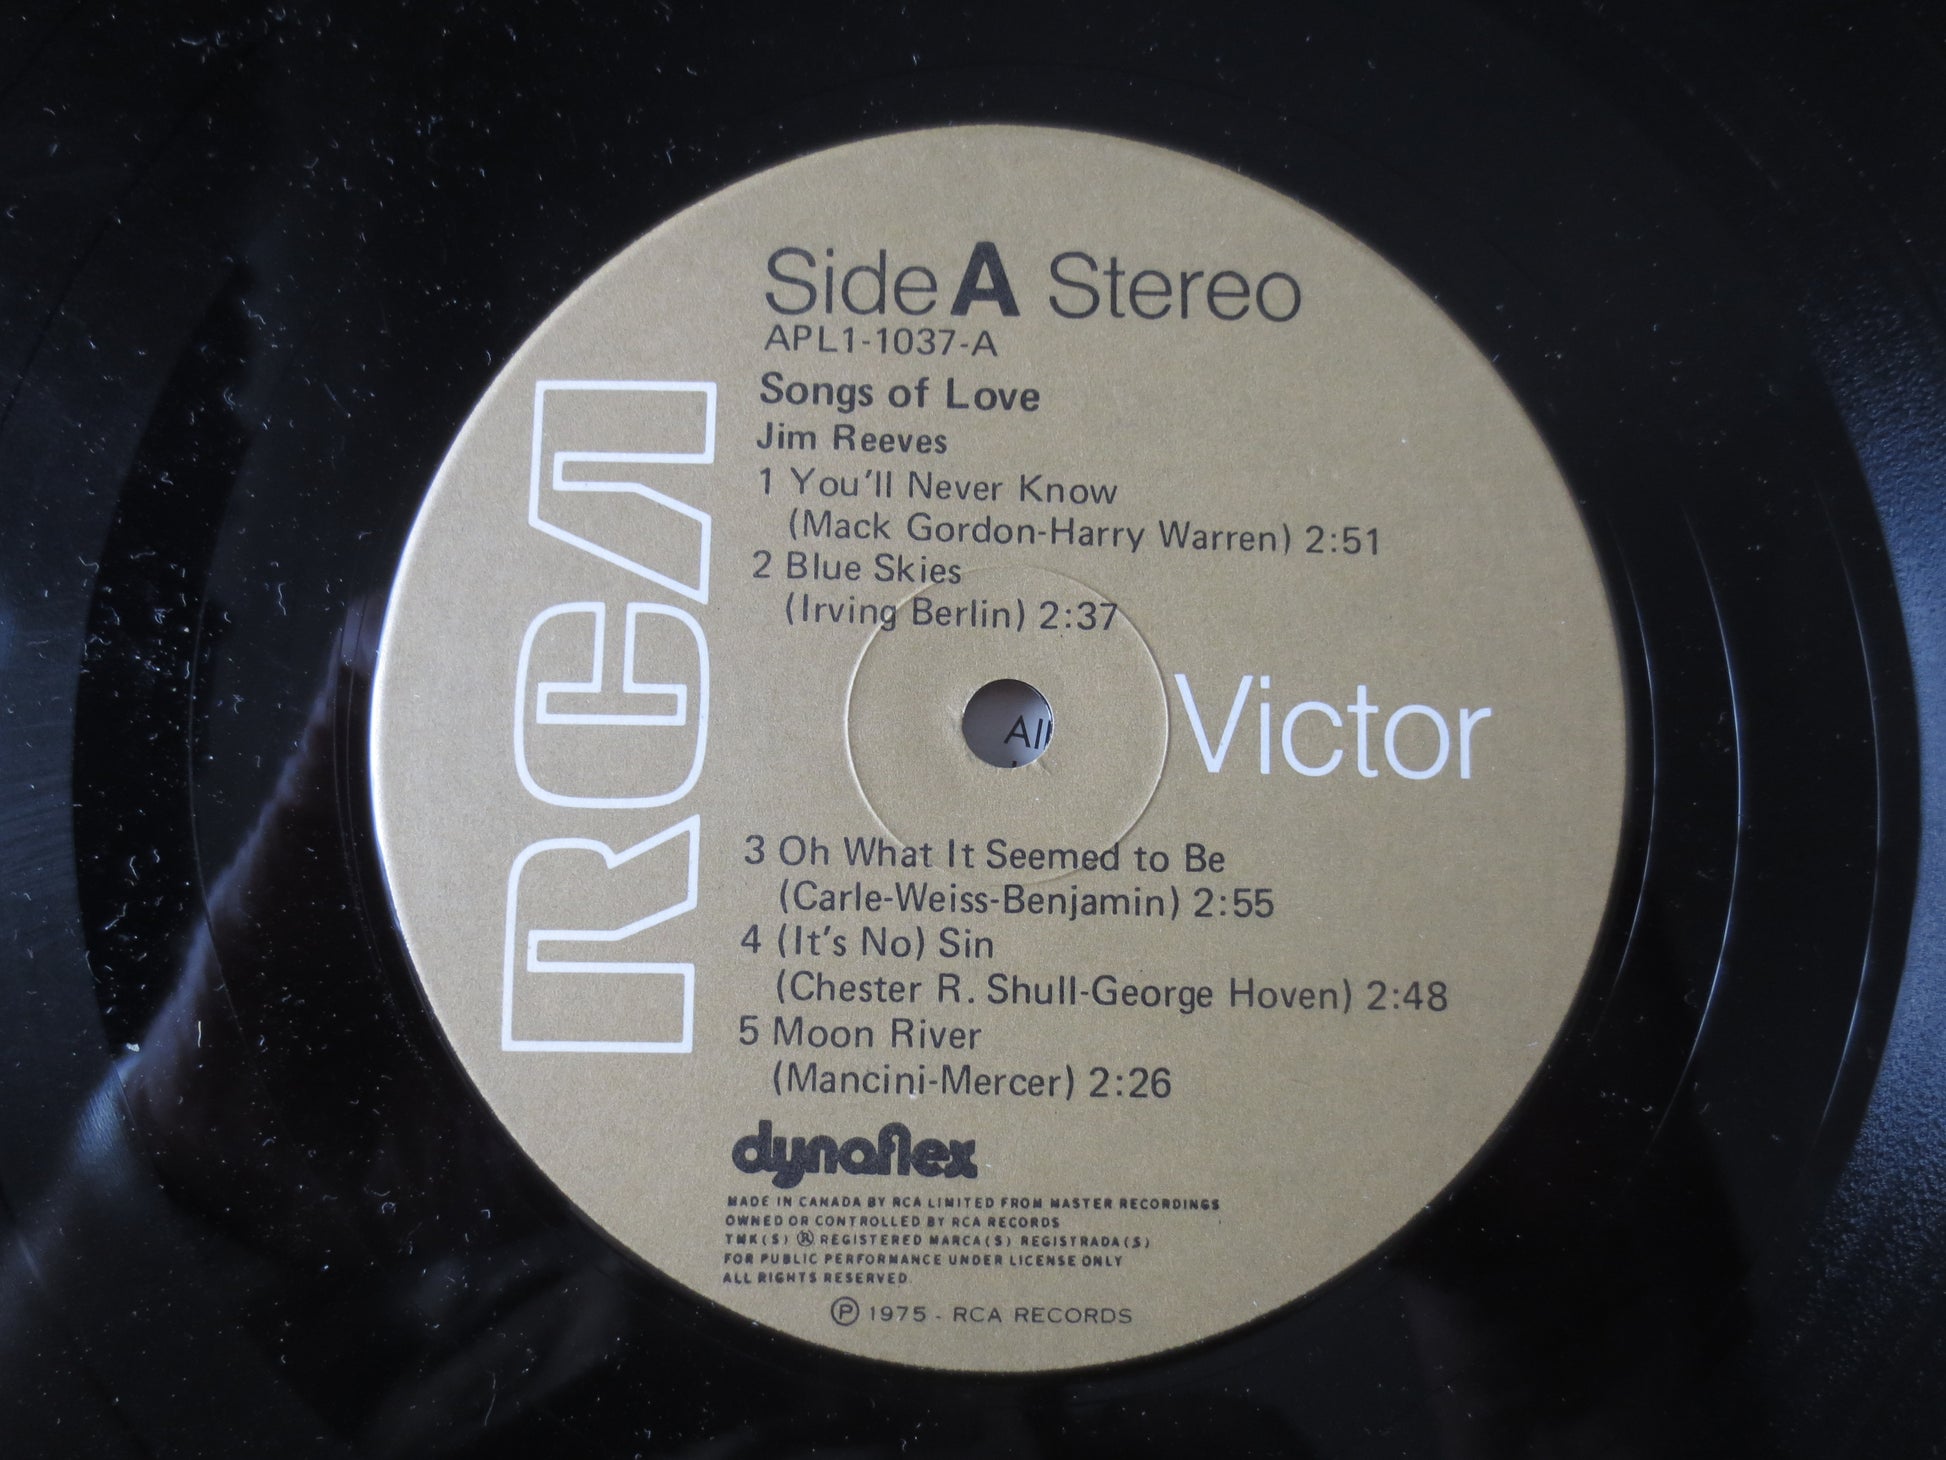 Side A Stereo
APL1-1037-A
Songs of Love
Jim Reeves
1 You'll Never Know
(Mack Gordon-Harry Warren) 2:51
2 Blue Skies
(Irving Berlin) 2:37
RCA
Victor
All
3 Oh What It Seemed to Be
(Carle-Weiss-Benjamin) 2:55
4 (It's No) Sin
(Chester R. Shull-George Hoven) 2:48
5 Moon River
(Mancini-Mercer) 2:26
dynaflex
MADE IN CANADA BY RCA LIMITED FROM MASTER RECORDINGS
OWNED OR CONTROLLED BY RCA RECORDS
TMK(S) ® REGISTERED MARCA(S) REGISTRADA(S)
FOR PUBLIC PERFORMANCE UNDER LICENSE ONLY
ALL RIGHTS RESERVED.
℗ 1975 - RCA RECORDS